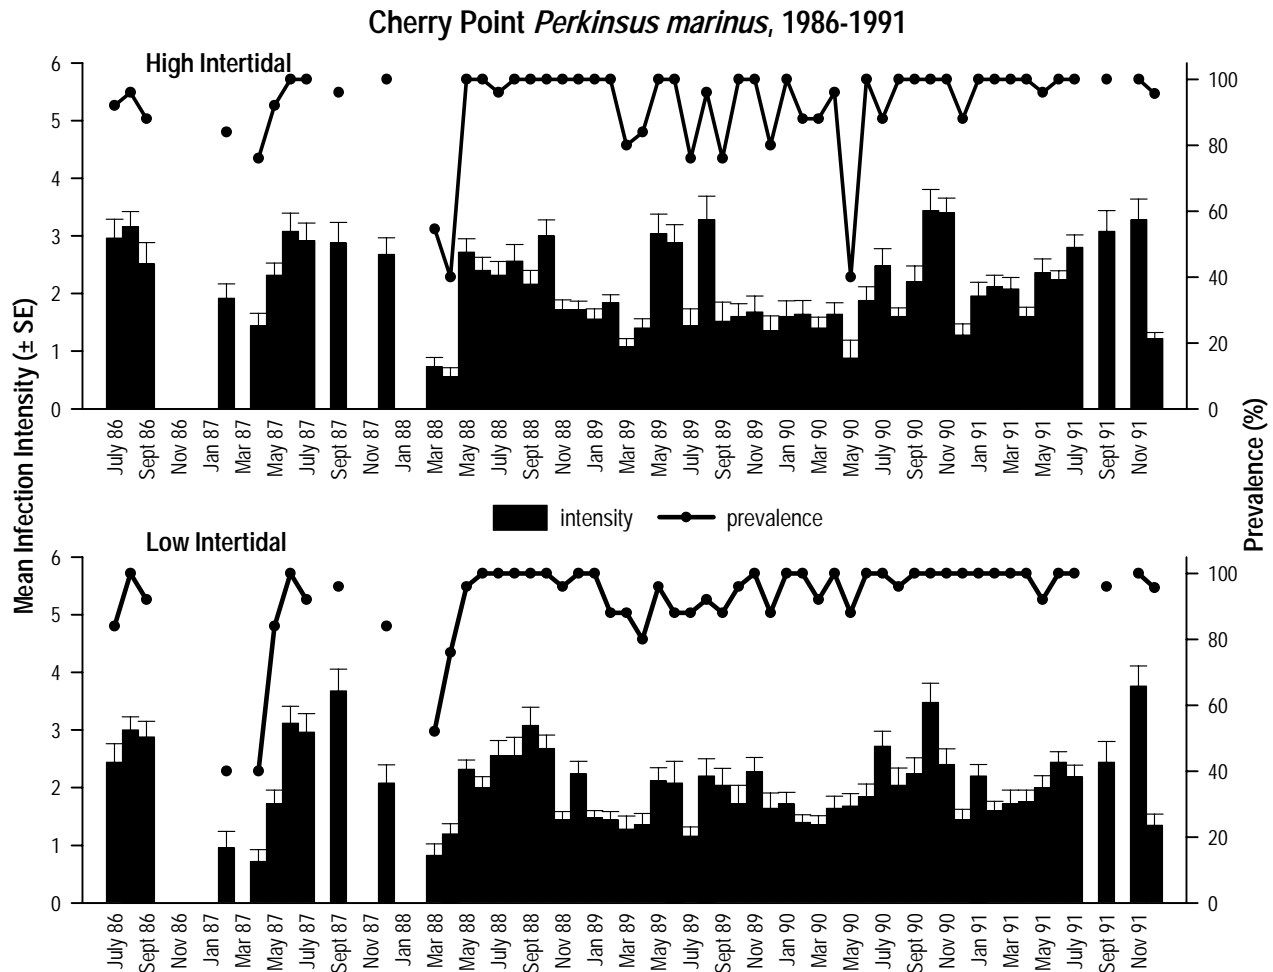 Cherry Point Perkinsus marinus, 1986-1991
High Intertidal
6
5
4
3
2
1
0
100
80
60
40
20
0
July 86
Sept 86
Nov 86
Jan 87
Mar 87
May 87
July 87
Sept 87
Nov 87
Jan 88
Mar 88
May 88
July 88
Sept 88
Nov 88
Jan 89
Mar 89
May 89
July 89
Sept 89
Nov 89
Jan 90
Mar 90
May 90
July 90
Sept 90
Nov 90
Jan 91
Mar 91
May 91
July 91
Sept 91
Nov 91
Mean Infection Intensity (± SE)
Prevalence (%)
intensity
prevalence
Low Intertidal
6
5
4
3
2
1
0
100
80
60
40
20
0
July 86
Sept 86
Nov 86
Jan 87
Mar 87
May 87
July 87
Sept 87
Nov 87
Jan 88
Mar 88
May 88
July 88
Sept 88
Nov 88
Jan 89
Mar 89
May 89
July 89
Sept 89
Nov 89
Jan 90
Mar 90
May 90
July 90
Sept 90
Nov 90
Jan 91
Mar 91
May 91
July 91
Sept 91
Nov 91